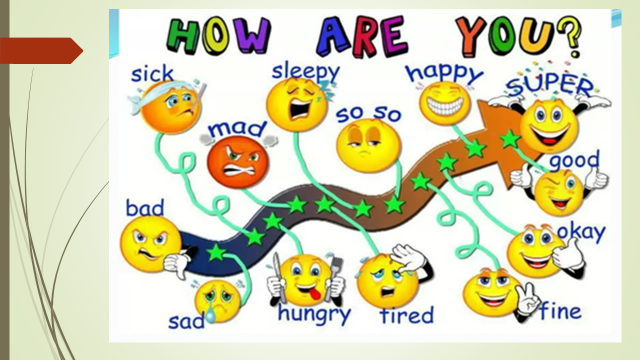 HOW ARE YOU?
sick
sleepy
happy
SUPER
mad
so so
good
bad
okay
sad
hungry
tired
fine